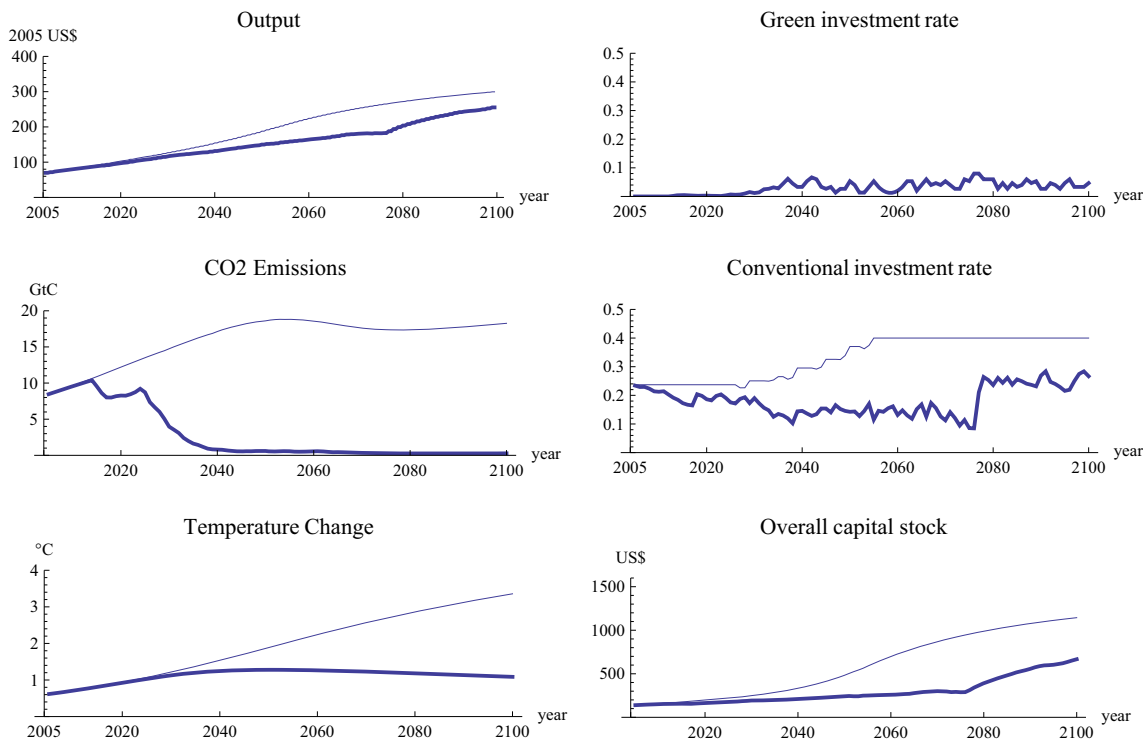 Output
2005 US$
400
300
200
100
2005 2020 2040 2060 2080 2100 year
Green investment rate
0.5
0.4
0.3
0.2
0.1
2005 2020 2040 2060 2080 2100 year
CO2 Emissions
GtC
20
15
10
5
2020 2040 2060 2080 2100 year
Conventional investment rate
0.5
0.4
0.3
0.2
0.1
2005 2020 2040 2060 2080 2100 year
Temperature Change
°C
4
3
2
1
2005 2020 2040 2060 2080 2100 year
Overall capital stock
US$
1500
1000
500
2005 2020 2040 2060 2080 2100 year